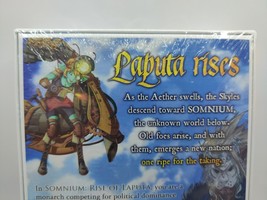 Laputa rises
As the Aether swells, the Skyles
descend toward SOMNIUM,
the unknown world below.
Old foes arise, and with
them, emerges a new nation;
one ripe for the taking.
In SOMNIUM: RISE OF LAPUTA, you're a
monarch competing for political dominance